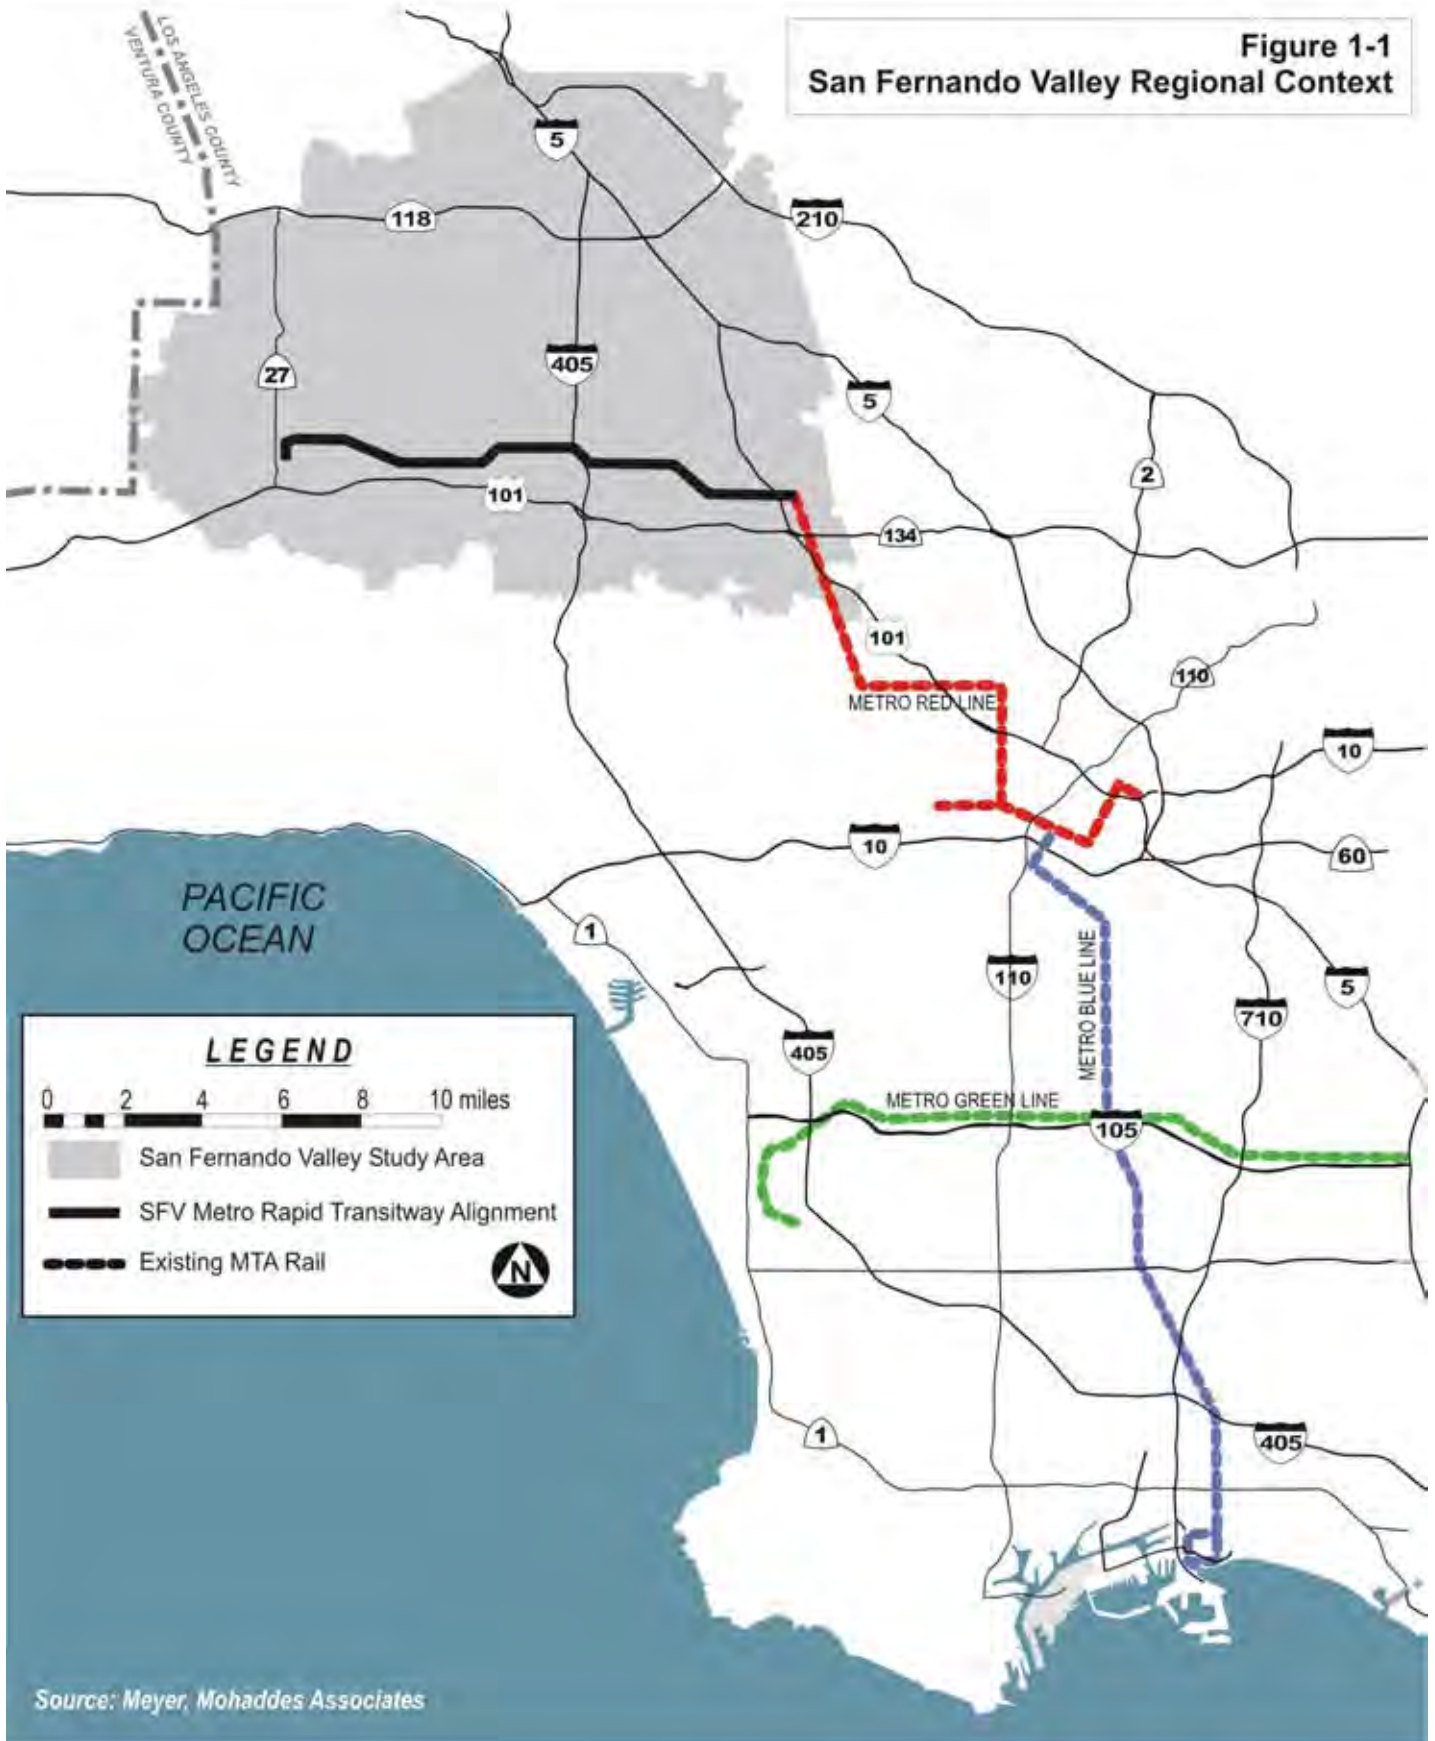 Figure 1-1
San Fernando Valley Regional Context
LOS ANGELES COUNTY
VENTURA COUNTY
5
118
210
405
27
5
2
101
134
101
110
METRO RED LINE
10
10
60
PACIFIC
OCEAN
1
110
METRO BLUE LINE
5
710
405
METRO GREEN LINE
105
LEGEND
0 2 4 6 8 10 miles
San Fernando Valley Study Area
SFV Metro Rapid Transitway Alignment
Existing MTA Rail
N
1
405
Source: Meyer, Mohaddes Associates